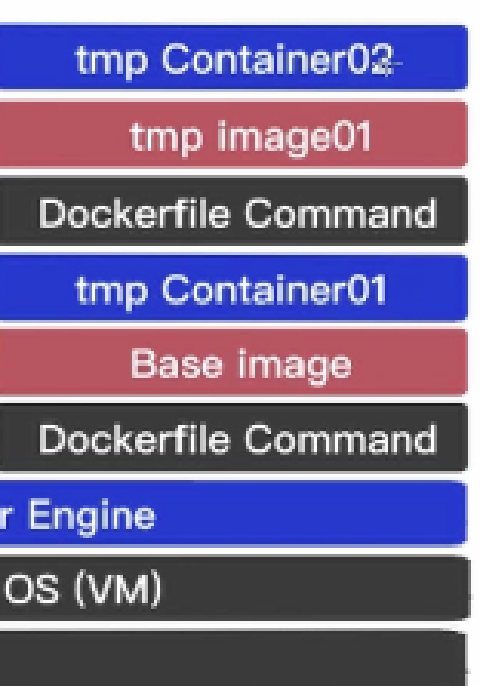 tmp Container02
tmp image01
Dockerfile Command
tmp Container01
Base image
Dockerfile Command
r Engine
OS (VM)